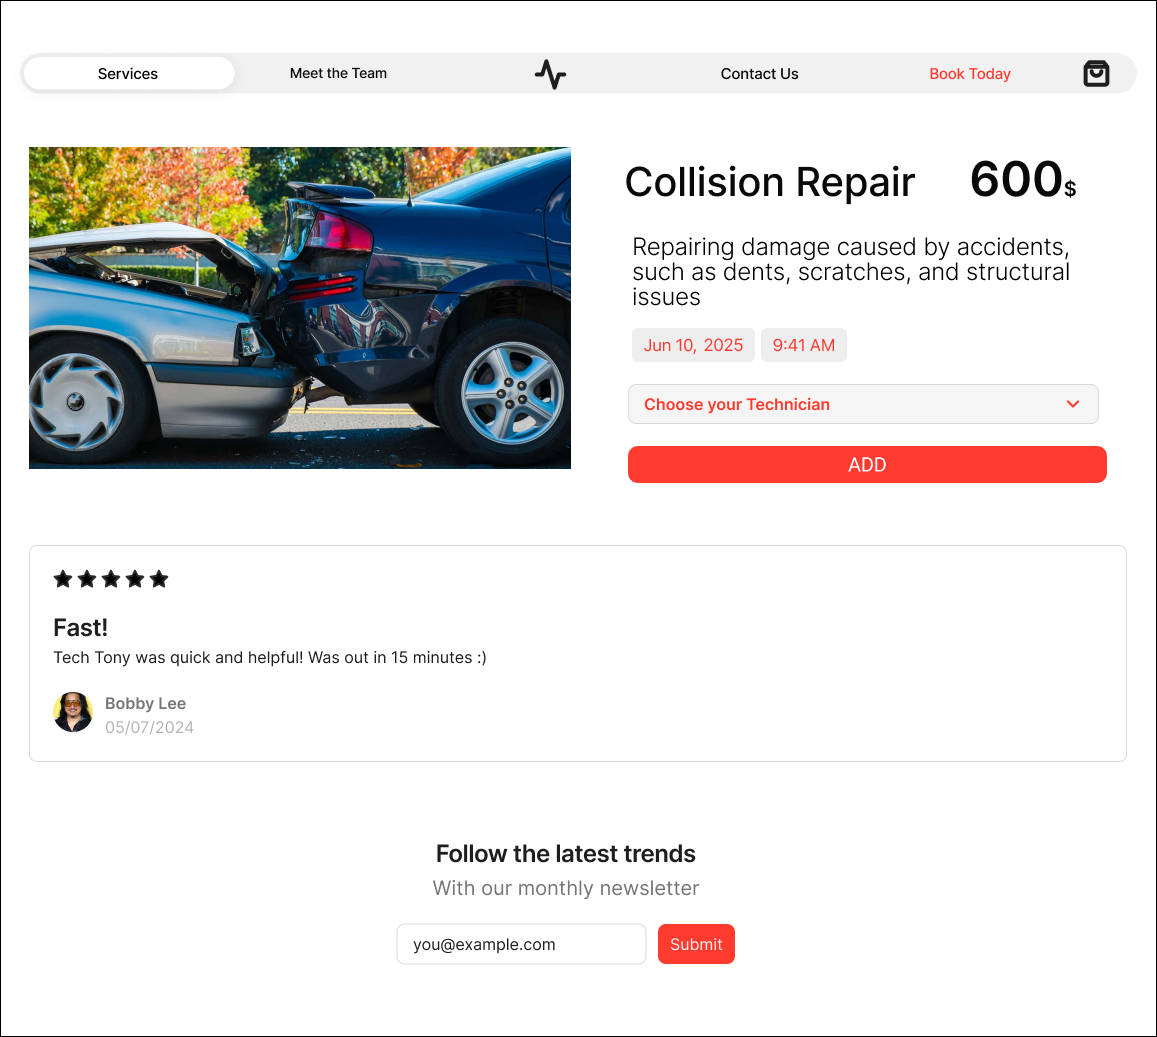 Services
Meet the Team
Contact Us
Book Today
Collision Repair
600$
Repairing damage caused by accidents,
such as dents, scratches, and structural
issues
Jun 10, 2025
9:41 AM
Choose your Technician
ADD
Fast!
Tech Tony was quick and helpful! Was out in 15 minutes :)
Bobby Lee
05/07/2024
Follow the latest trends
With our monthly newsletter
you@example.com
Submit